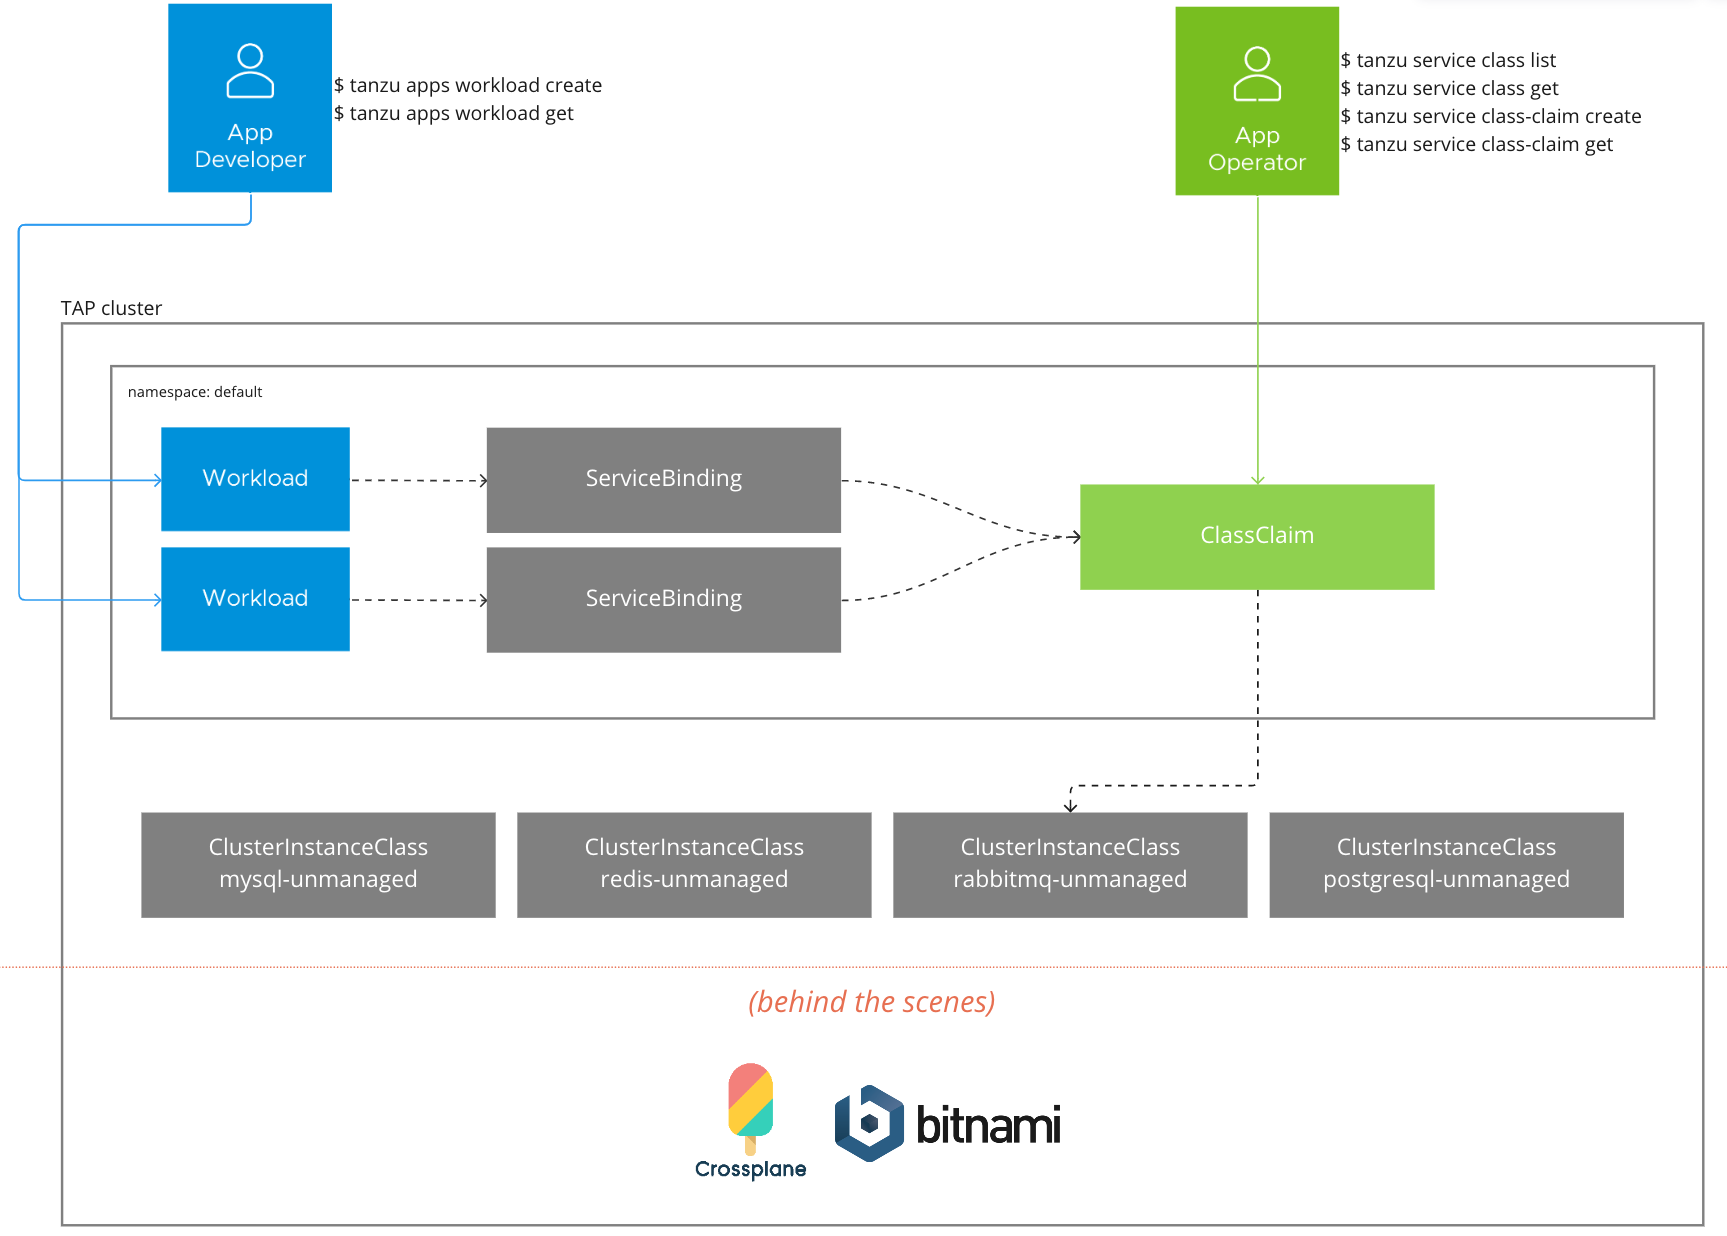 App
Developer
$ tanzu apps workload create
$ tanzu apps workload get
App
Operator
$ tanzu service class list
$ tanzu service class get
$ tanzu service class-claim create
$ tanzu service class-claim get
TAP cluster
namespace: default
Workload
ServiceBinding
ClassClaim
Workload
ServiceBinding
ClusterInstanceClass
mysql-unmanaged
ClusterInstanceClass
redis-unmanaged
ClusterInstanceClass
rabbitmq-unmanaged
ClusterInstanceClass
postgresql-unmanaged
(behind the scenes)
Crossplane
b
bitnami